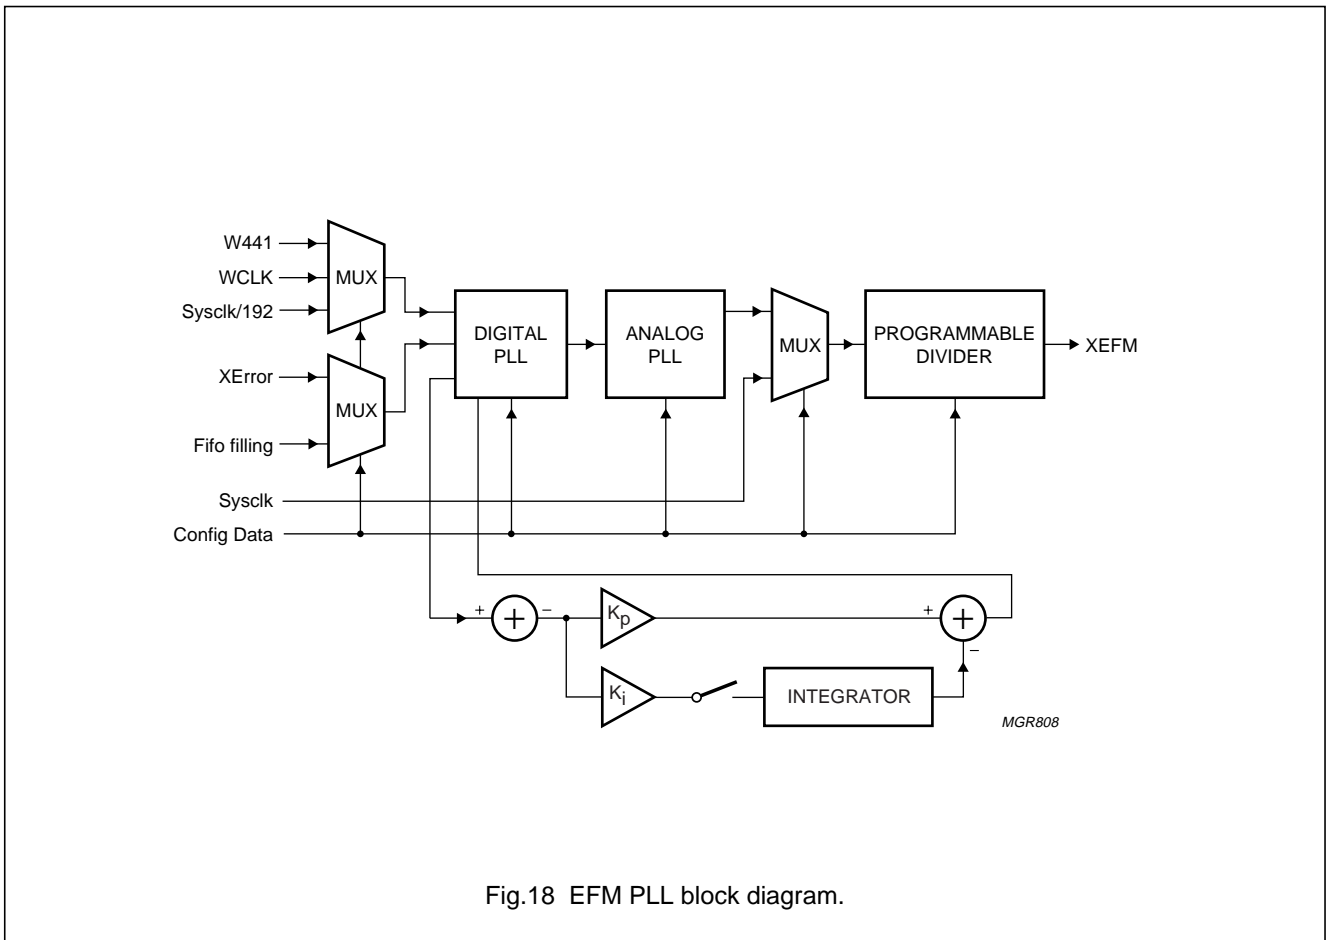 W441
WCLK
Sysclk/192
MUX
XError
Fifo filling
MUX
Sysclk
Config Data
DIGITAL
PLL
ANALOG
PLL
MUX
PROGRAMMABLE
DIVIDER
XEFM
+
+
−
Kp
+
+
−
Ki
INTEGRATOR
MGR808
Fig.18 EFM PLL block diagram.